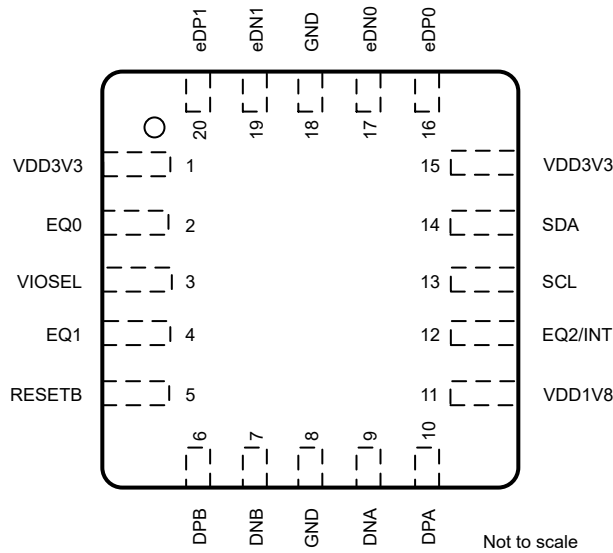 eDP1 eDN1 GND eDN0 eDP0
20 19 18 17 16
VDD3V3 1 15 VDD3V3
EQ0 2 14 SDA
VIOSEL 3 13 SCL
EQ1 4 12 EQ2/INT
RESETB 5 11 VDD1V8
6 7 8 9 10
DPB DNB GND DNA DPA
Not to scale